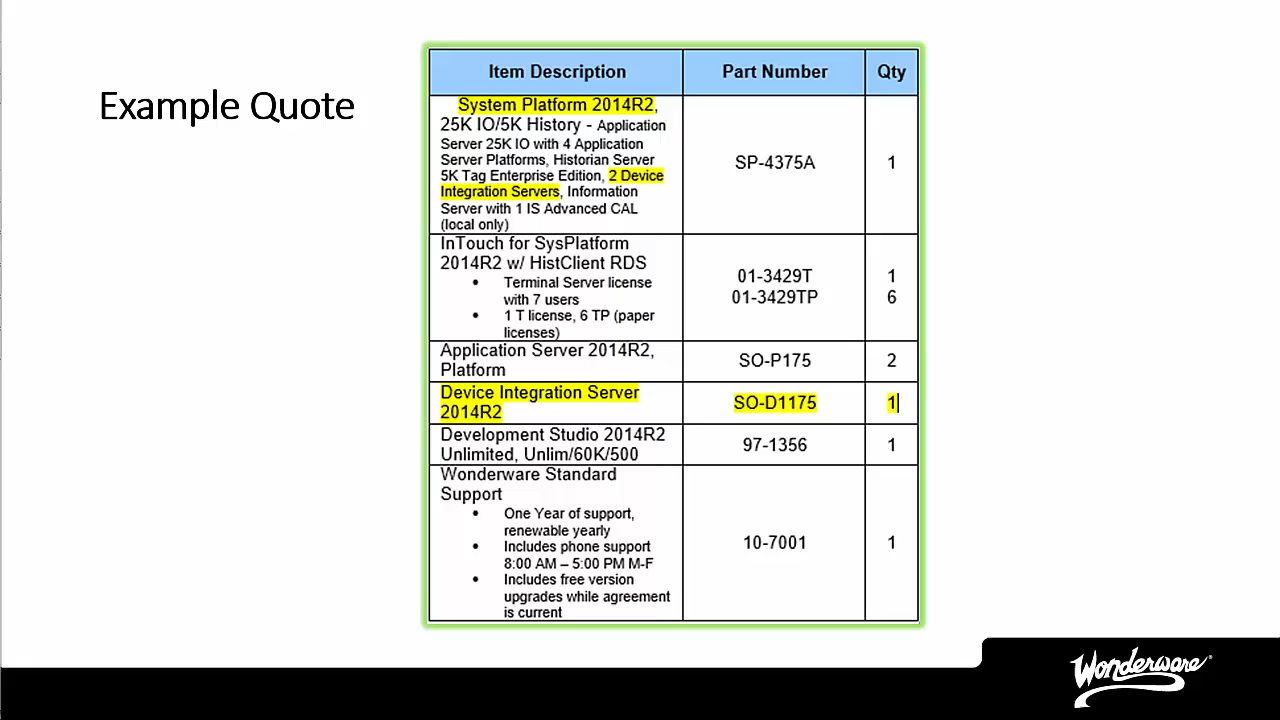 Example Quote
Item Description Part Number Qty
System Platform 2014R2,
25K IO/5K History - Application
Server 25K IO with 4 Application
Server Platforms, Historian Server
5K Tag Enterprise Edition, 2 Device
Integration Servers, Information
Server with 1 IS Advanced CAL
(local only)
SP-4375A
1
InTouch for SysPlatform
2014R2 w/ HistClient RDS
• Terminal Server license
with 7 users
• 1 T license, 6 TP (paper
licenses)
01-3429T
01-3429TP
1
6
Application Server 2014R2,
Platform
SO-P175
2
Device Integration Server
2014R2
SO-D1175
1
Development Studio 2014R2
Unlimited, Unlim/60K/500
97-1356
1
Wonderware Standard
Support
• One Year of support,
renewable yearly
• Includes phone support
8:00 AM – 5:00 PM M-F
• Includes free version
upgrades while agreement
is current
10-7001
1
Wonderware